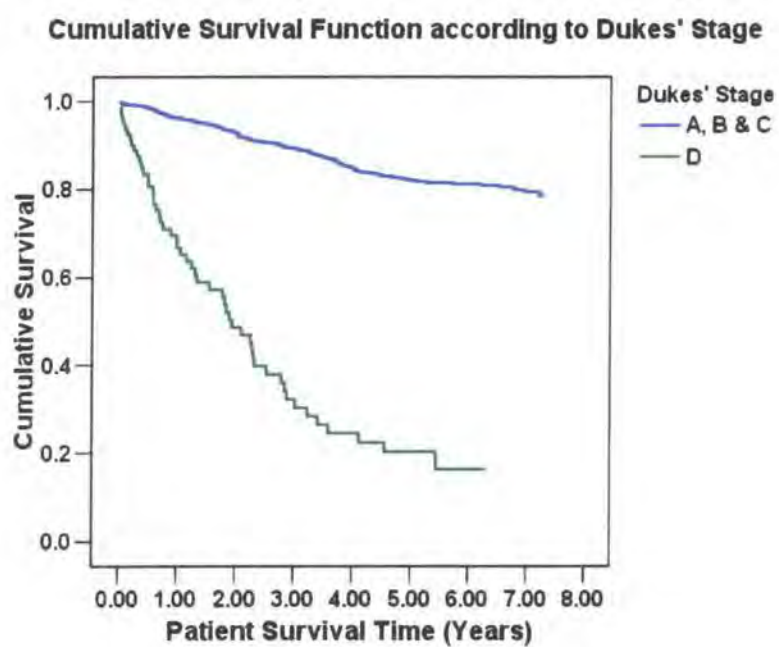 Cumulative Survival Function according to Dukes' Stage
Dukes' Stage
A, B & C
D
Cumulative Survival
1.0
0.8
0.6
0.4
0.2
0.0
0.00 1.00 2.00 3.00 4.00 5.00 6.00 7.00 8.00
Patient Survival Time (Years)